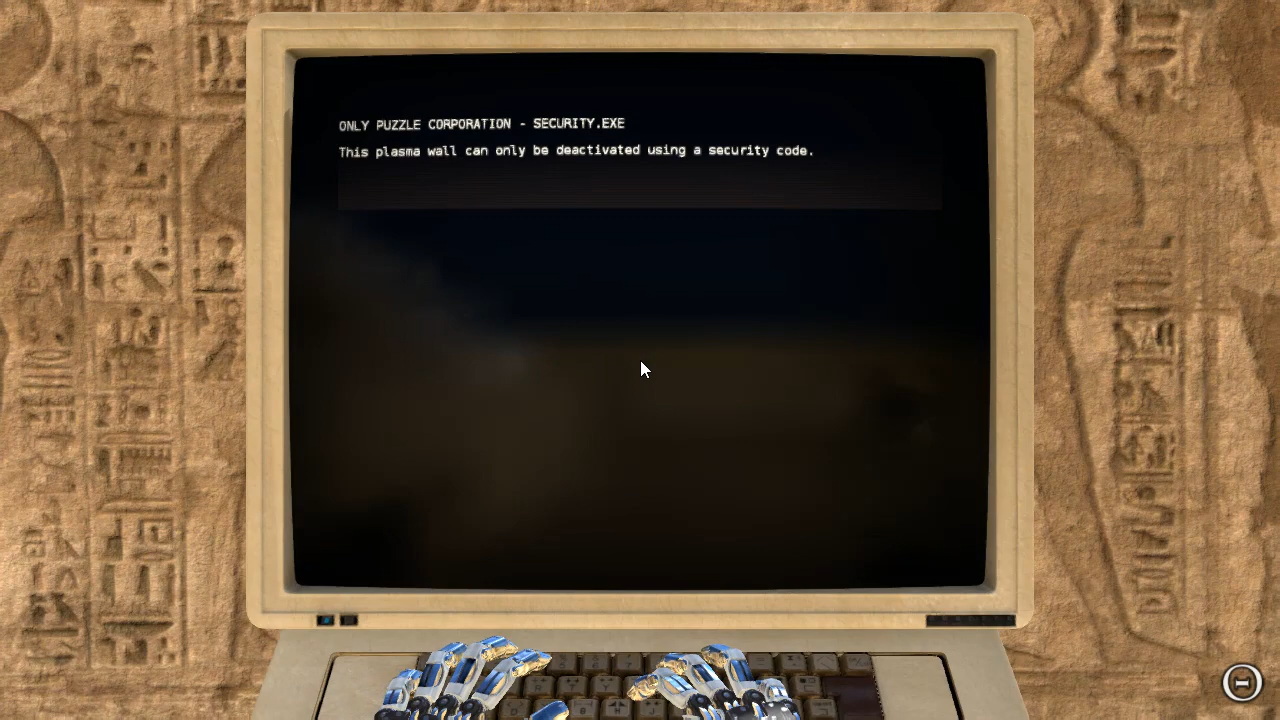 ONLY PUZZLE CORPORATION - SECURITY.EXE
This plasma wall can only be deactivated using a security code.